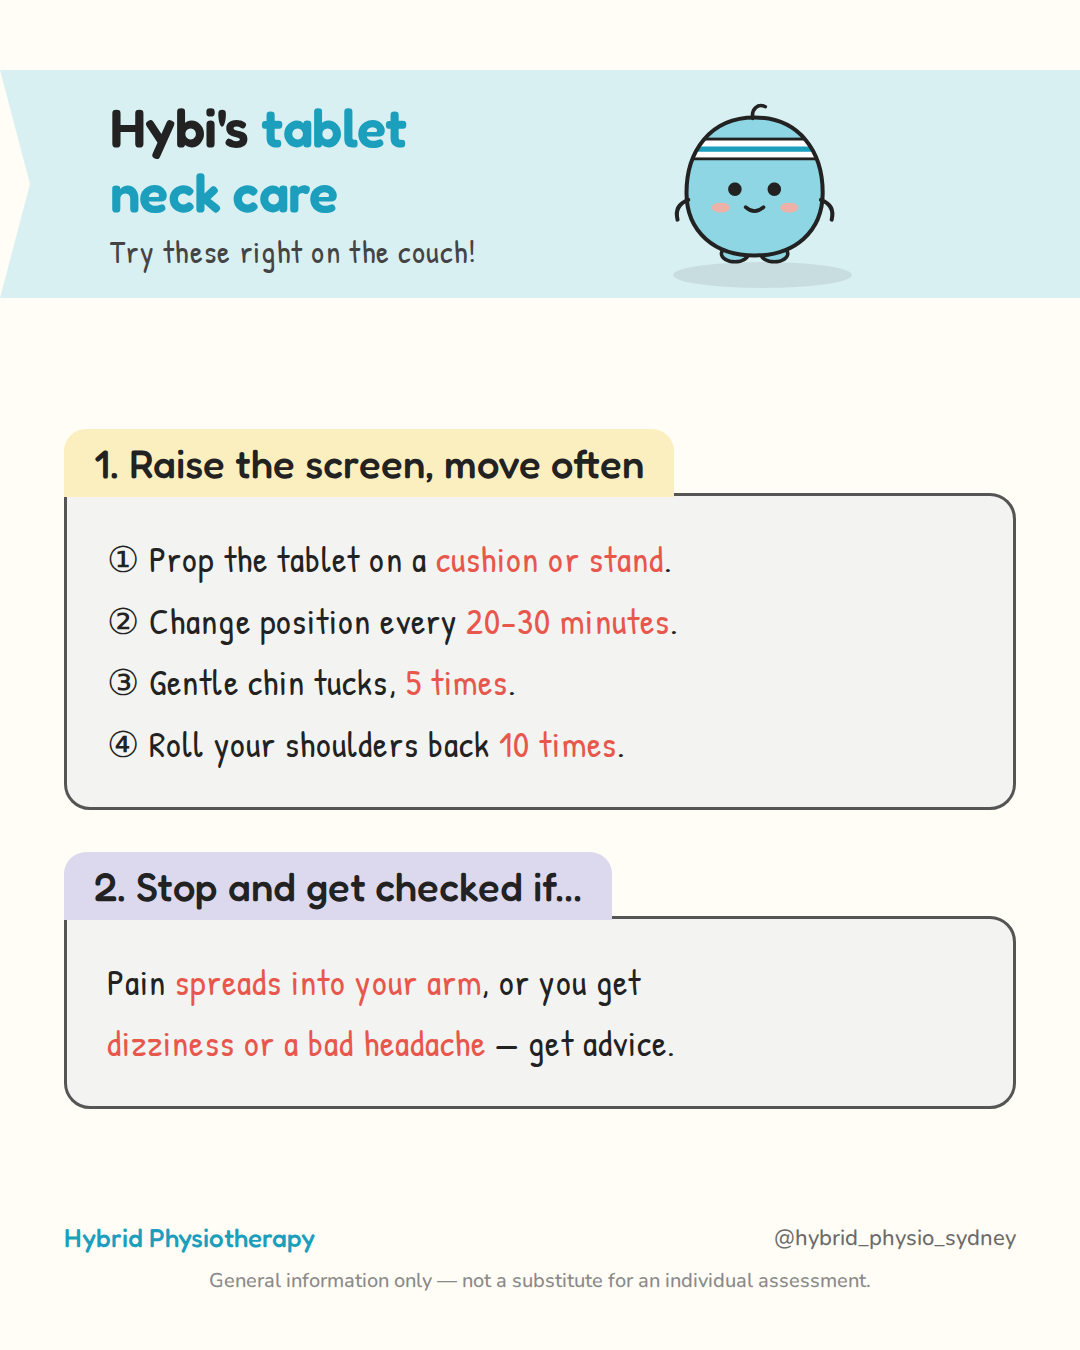 Hybi's tablet
neck care
Try these right on the couch!
1. Raise the screen, move often
① Prop the tablet on a cushion or stand.
② Change position every 20–30 minutes.
③ Gentle chin tucks, 5 times.
④ Roll your shoulders back 10 times.
2. Stop and get checked if...
Pain spreads into your arm, or you get
dizziness or a bad headache — get advice.
Hybrid Physiotherapy
@hybrid_physio_sydney
General information only — not a substitute for an individual assessment.